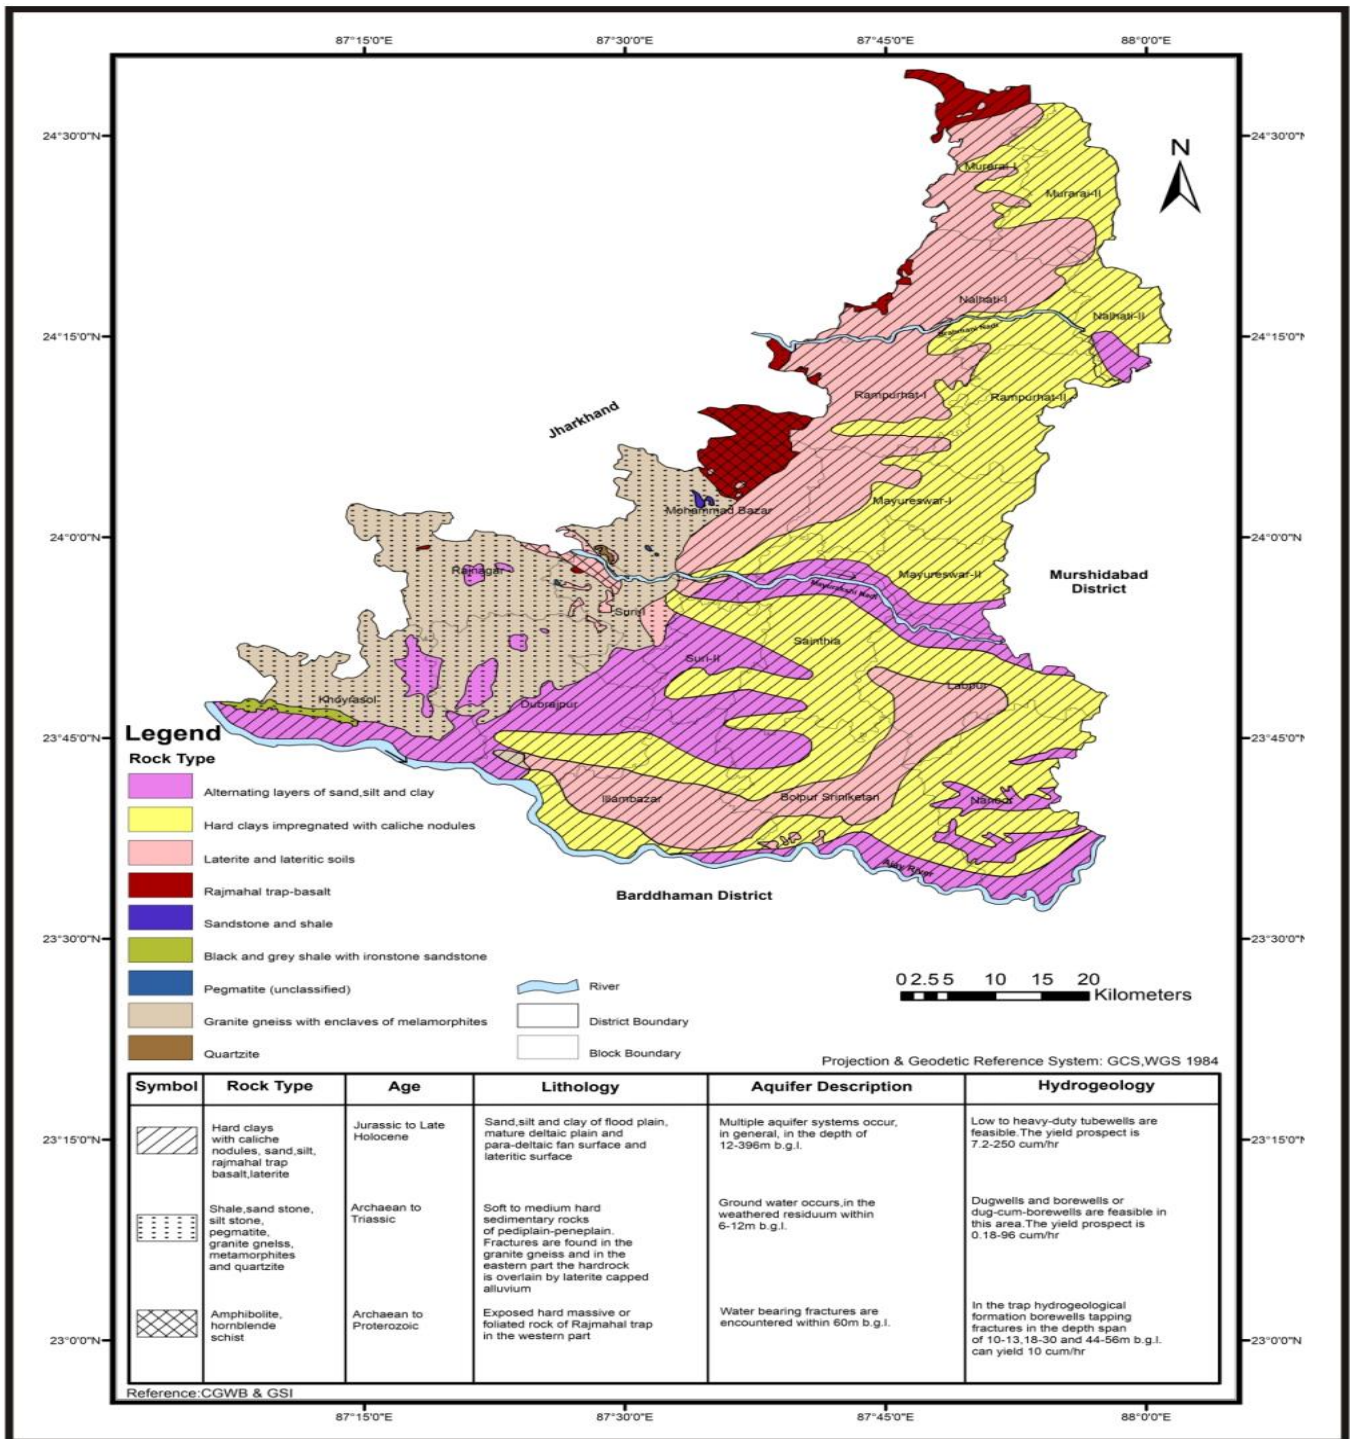 87°15'0"E
87°30'0"E
87°45'0"E
88°0'0"E
24°30'0"N
24°30'0"N
N
Murarai-I
Murarai-II
Nalhati-I
Nalhati-II
Brahmani Nadi
24°15'0"N
24°15'0"N
Rampurhat-I
Rampurhat-II
Jharkhand
Mayureswar-I
Mohammad Bazar
24°0'0"N
24°0'0"N
Rajnagar
Mayureswar-II
Murshidabad
District
Mayurakshi Nadi
Suri-I
Sainthia
Suri-II
Labpur
Khoyrasol
Dubrajpur
23°45'0"N
23°45'0"N
Illambazar
Bolpur Sriniketan
Nanoor
Ajay River
Barddhaman District
23°30'0"N
23°30'0"N
Legend
Rock Type
Alternating layers of sand,silt and clay
Hard clays impregnated with caliche nodules
Laterite and lateritic soils
Rajmahal trap-basalt
Sandstone and shale
Black and grey shale with ironstone sandstone
Pegmatite (unclassified)
Granite gneiss with enclaves of melamorphites
Quartzite
River
District Boundary
Block Boundary
0 2.5 5 10 15 20
Kilometers
Projection & Geodetic Reference System: GCS,WGS 1984
Symbol Rock Type Age Lithology Aquifer Description Hydrogeology
Hard clays
with caliche
nodules, sand,silt,
rajmahal trap
basalt,laterite
Jurassic to Late
Holocene
Sand,silt and clay of flood plain,
mature deltaic plain and
para-deltaic fan surface and
lateritic surface
Multiple aquifer systems occur,
in general, in the depth of
12-396m b.g.l.
Low to heavy-duty tubewells are
feasible.The yield prospect is
7.2-250 cum/hr
Shale,sand stone,
silt stone,
pegmatite,
granite gnelss,
metamorphites
and quartzite
Archaean to
Triassic
Soft to medium hard
sedimentary rocks
of pediplain-peneplain.
Fractures are found in the
granite gneiss and in the
eastern part the hardrock
is overlain by laterite capped
alluvium
Ground water occurs,in the
weathered residuum within
6-12m b.g.l.
Dugwells and borewells or
dug-cum-borewells are feasible in
this area.The yield prospect is
0.18-96 cum/hr
Amphibolite,
hornblende
schist
Archaean to
Proterozoic
Exposed hard massive or
foliated rock of Rajmahal trap
in the western part
Water bearing fractures are
encountered within 60m b.g.l.
In the trap hydrogeological
formation borewells tapping
fractures in the depth span
of 10-13,18-30 and 44-56m b.g.l.
can yield 10 cum/hr
23°15'0"N
23°15'0"N
23°0'0"N
23°0'0"N
Reference:CGWB & GSI
87°15'0"E
87°30'0"E
87°45'0"E
88°0'0"E